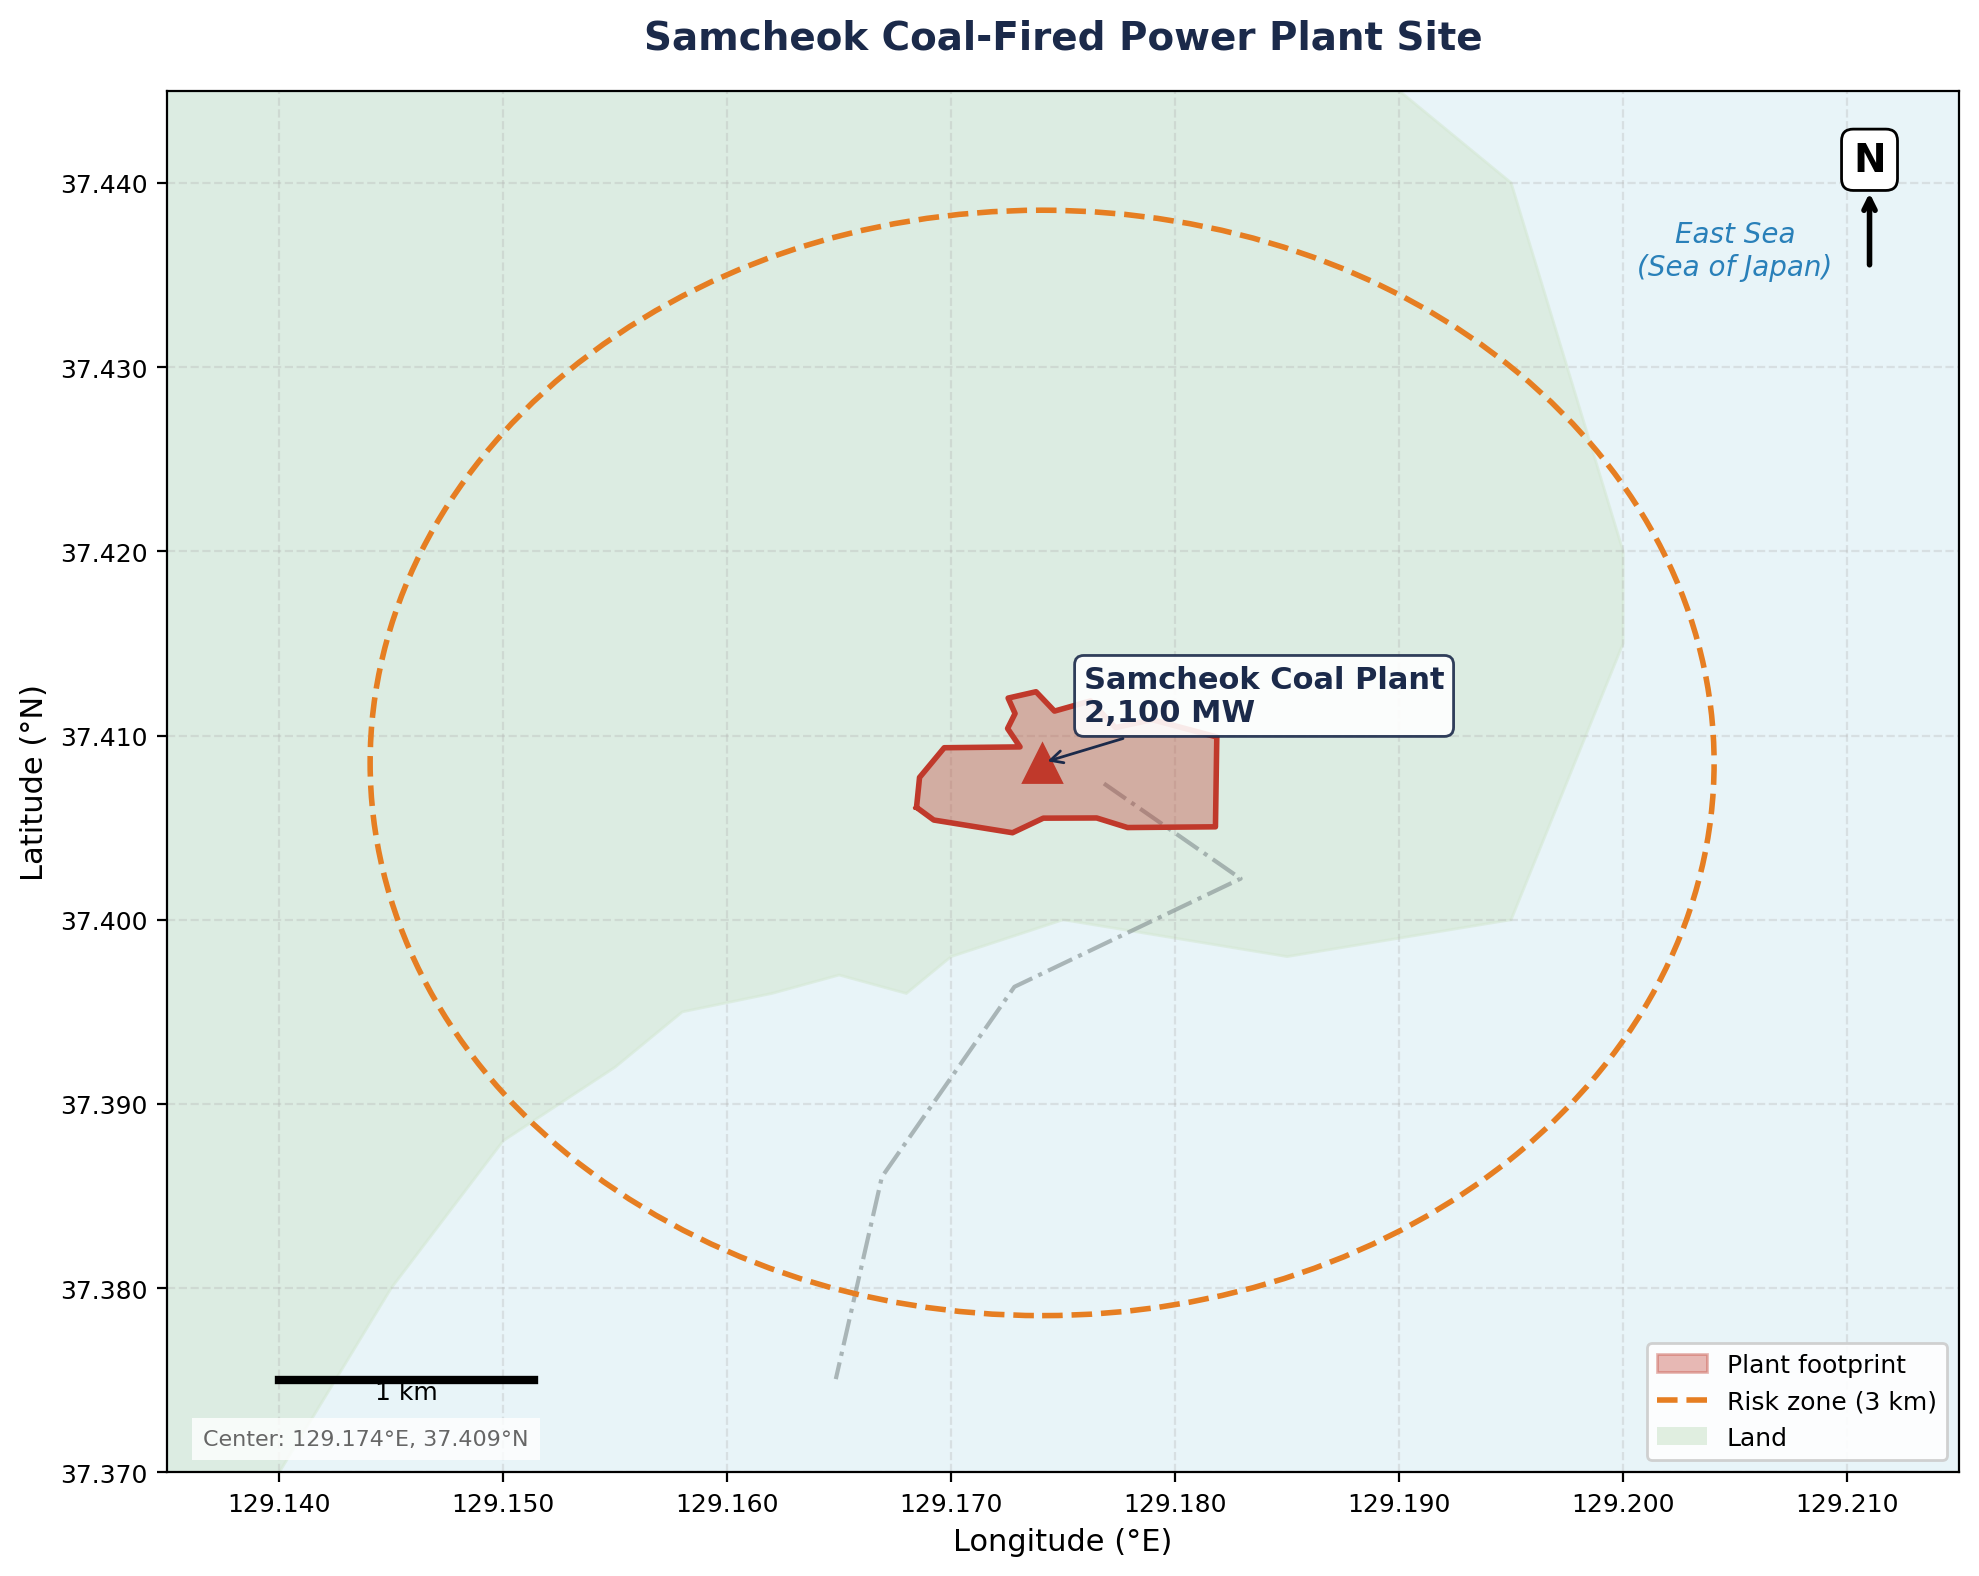 Samcheok Coal-Fired Power Plant Site
N
East Sea
(Sea of Japan)
37.440
37.430
37.420
37.410
37.400
37.390
37.380
37.370
Latitude (°N)
Samcheok Coal Plant
2,100 MW
1 km
Center: 129.174°E, 37.409°N
Plant footprint
Risk zone (3 km)
Land
129.140
129.150
129.160
129.170
129.180
129.190
129.200
129.210
Longitude (°E)